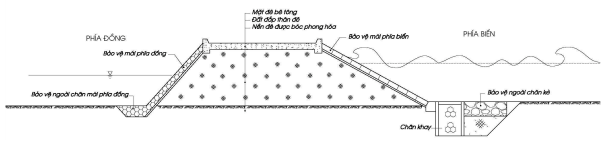 Mặt đê bê tông
Đất đắp thân đê
Nền đê được bóc phong hóa
PHÍA ĐỒNG
Bảo vệ mái phía biển
PHÍA BIỂN
Bảo vệ mái phía đồng
Bảo vệ ngoài chân mái phía đồng
Bảo vệ ngoài chân kè
Chân khay